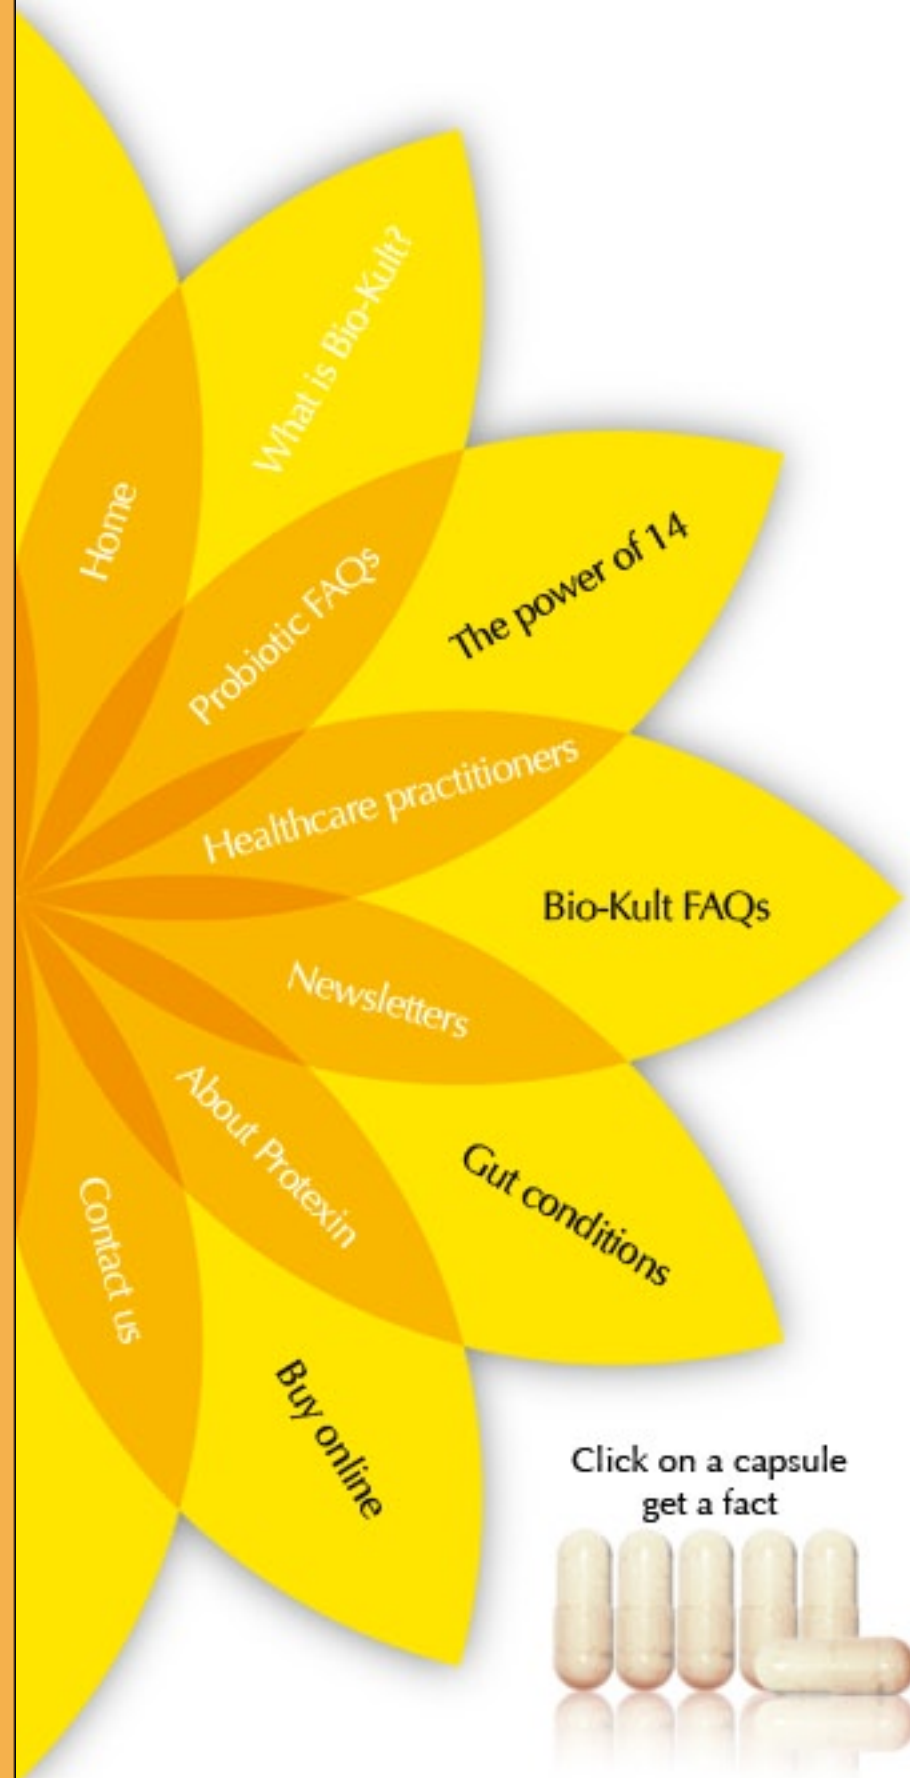 What is Bio-Kult?
Home
The power of 14
Probiotic FAQs
Healthcare practitioners
Bio-Kult FAQs
Newsletters
About Protexin
Gut conditions
Contact us
Buy online
Click on a capsule
get a fact